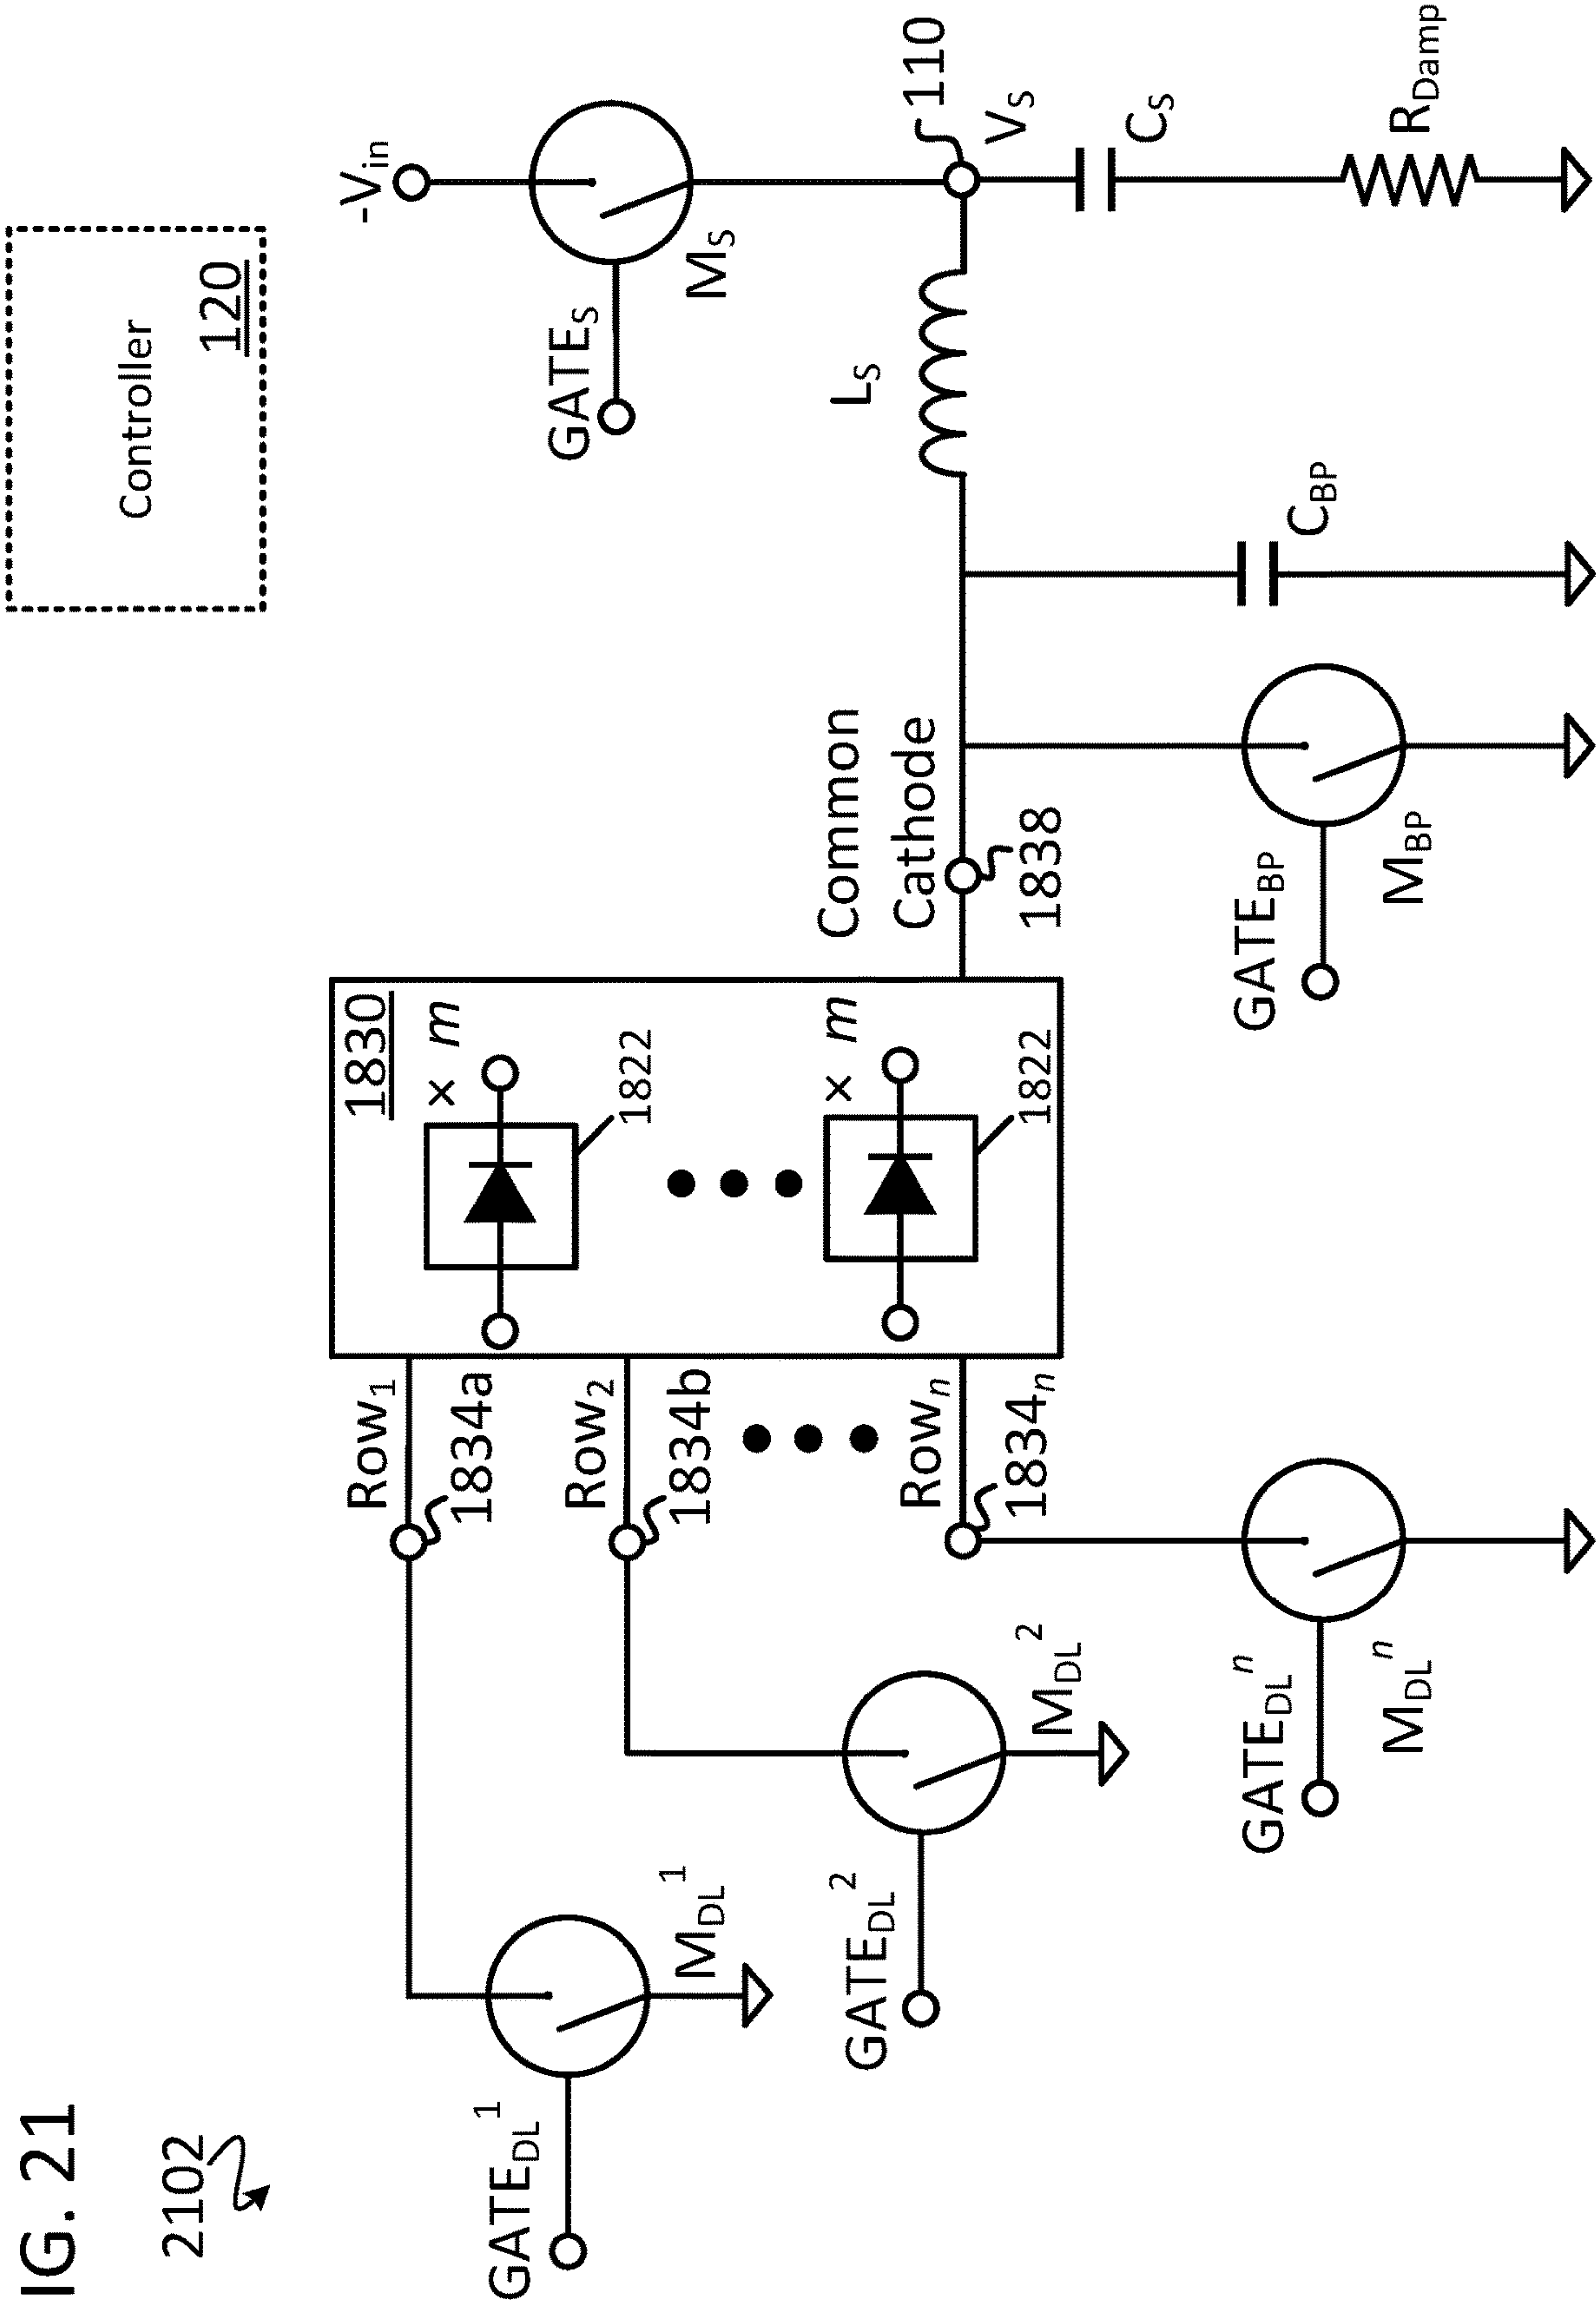 IG. 21
2102
Controller
120
-Vin
GATES
MS
110
VS
CS
RDamp
LS
CBP
Common
Cathode
1838
GATEBP
MBP
1830
× m
1822
× m
1822
Row1
1834a
Row2
1834b
Rown
1834n
GATEDL1
MDL1
GATEDL2
MDL2
GATEDLn
MDLn